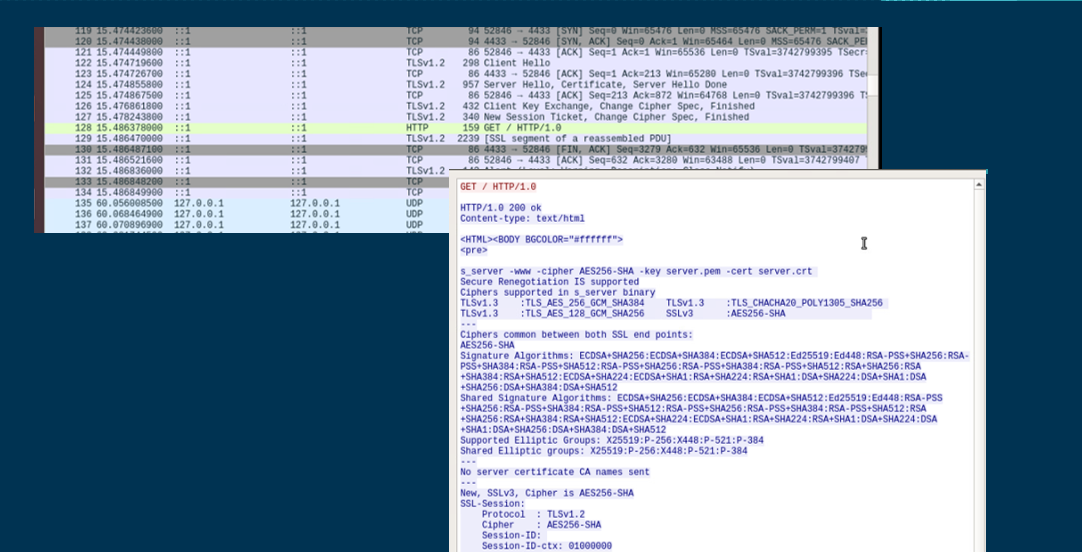 119 15.474423600 ::1 ::1 TCP 94 52846 → 4433 [SYN] Seq=0 Win=65476 Len=0 MSS=65476 SACK_PERM=1 TSval=
120 15.474438000 ::1 ::1 TCP 94 4433 → 52846 [SYN, ACK] Seq=0 Ack=1 Win=65464 Len=0 MSS=65476 SACK_PE
121 15.474449800 ::1 ::1 TCP 86 52846 → 4433 [ACK] Seq=1 Ack=1 Win=65536 Len=0 TSval=3742799395 TSecr=
122 15.474719600 ::1 ::1 TLSv1.2 298 Client Hello
123 15.474726700 ::1 ::1 TCP 86 4433 → 52846 [ACK] Seq=1 Ack=213 Win=65280 Len=0 TSval=3742799396 TSe
124 15.474855800 ::1 ::1 TLSv1.2 957 Server Hello, Certificate, Server Hello Done
125 15.474867500 ::1 ::1 TCP 86 52846 → 4433 [ACK] Seq=213 Ack=872 Win=64768 Len=0 TSval=3742799396 T
126 15.476861800 ::1 ::1 TLSv1.2 432 Client Key Exchange, Change Cipher Spec, Finished
127 15.478243800 ::1 ::1 TLSv1.2 340 New Session Ticket, Change Cipher Spec, Finished
128 15.486378000 ::1 ::1 HTTP 159 GET / HTTP/1.0
129 15.486470000 ::1 ::1 TLSv1.2 2239 [SSL segment of a reassembled PDU]
130 15.486487100 ::1 ::1 TCP 86 4433 → 52846 [FIN, ACK] Seq=3279 Ack=632 Win=65536 Len=0 TSval=374279
131 15.486521600 ::1 ::1 TCP 86 52846 → 4433 [ACK] Seq=632 Ack=3280 Win=63488 Len=0 TSval=3742799407
132 15.486836000 ::1 ::1 TLSv1.2
133 15.486848200 ::1 ::1 TCP
134 15.486849900 ::1 ::1 TCP
135 60.056008500 127.0.0.1 127.0.0.1 UDP
136 60.068464900 127.0.0.1 127.0.0.1 UDP
137 60.070896900 127.0.0.1 127.0.0.1 UDP
GET / HTTP/1.0
HTTP/1.0 200 ok
Content-type: text/html
<HTML><BODY BGCOLOR="#ffffff">
<pre>
s_server -www -cipher AES256-SHA -key server.pem -cert server.crt
Secure Renegotiation IS supported
Ciphers supported in s_server binary
TLSv1.3 :TLS_AES_256_GCM_SHA384 TLSv1.3 :TLS_CHACHA20_POLY1305_SHA256
TLSv1.3 :TLS_AES_128_GCM_SHA256 SSLv3 :AES256-SHA
---
Ciphers common between both SSL end points:
AES256-SHA
Signature Algorithms: ECDSA+SHA256:ECDSA+SHA384:ECDSA+SHA512:Ed25519:Ed448:RSA-PSS+SHA256:RSA-
PSS+SHA384:RSA-PSS+SHA512:RSA-PSS+SHA256:RSA-PSS+SHA384:RSA-PSS+SHA512:RSA+SHA256:RSA
+SHA384:RSA+SHA512:ECDSA+SHA224:ECDSA+SHA1:RSA+SHA224:RSA+SHA1:DSA+SHA224:DSA+SHA1:DSA
+SHA256:DSA+SHA384:DSA+SHA512
Shared Signature Algorithms: ECDSA+SHA256:ECDSA+SHA384:ECDSA+SHA512:Ed25519:Ed448:RSA-PSS
+SHA256:RSA-PSS+SHA384:RSA-PSS+SHA512:RSA-PSS+SHA256:RSA-PSS+SHA384:RSA-PSS+SHA512:RSA
+SHA256:RSA+SHA384:RSA+SHA512:ECDSA+SHA224:ECDSA+SHA1:RSA+SHA224:RSA+SHA1:DSA+SHA224:DSA
+SHA1:DSA+SHA256:DSA+SHA384:DSA+SHA512
Supported Elliptic Groups: X25519:P-256:X448:P-521:P-384
Shared Elliptic groups: X25519:P-256:X448:P-521:P-384
---
No server certificate CA names sent
---
New, SSLv3, Cipher is AES256-SHA
SSL-Session:
Protocol : TLSv1.2
Cipher : AES256-SHA
Session-ID:
Session-ID-ctx: 01000000